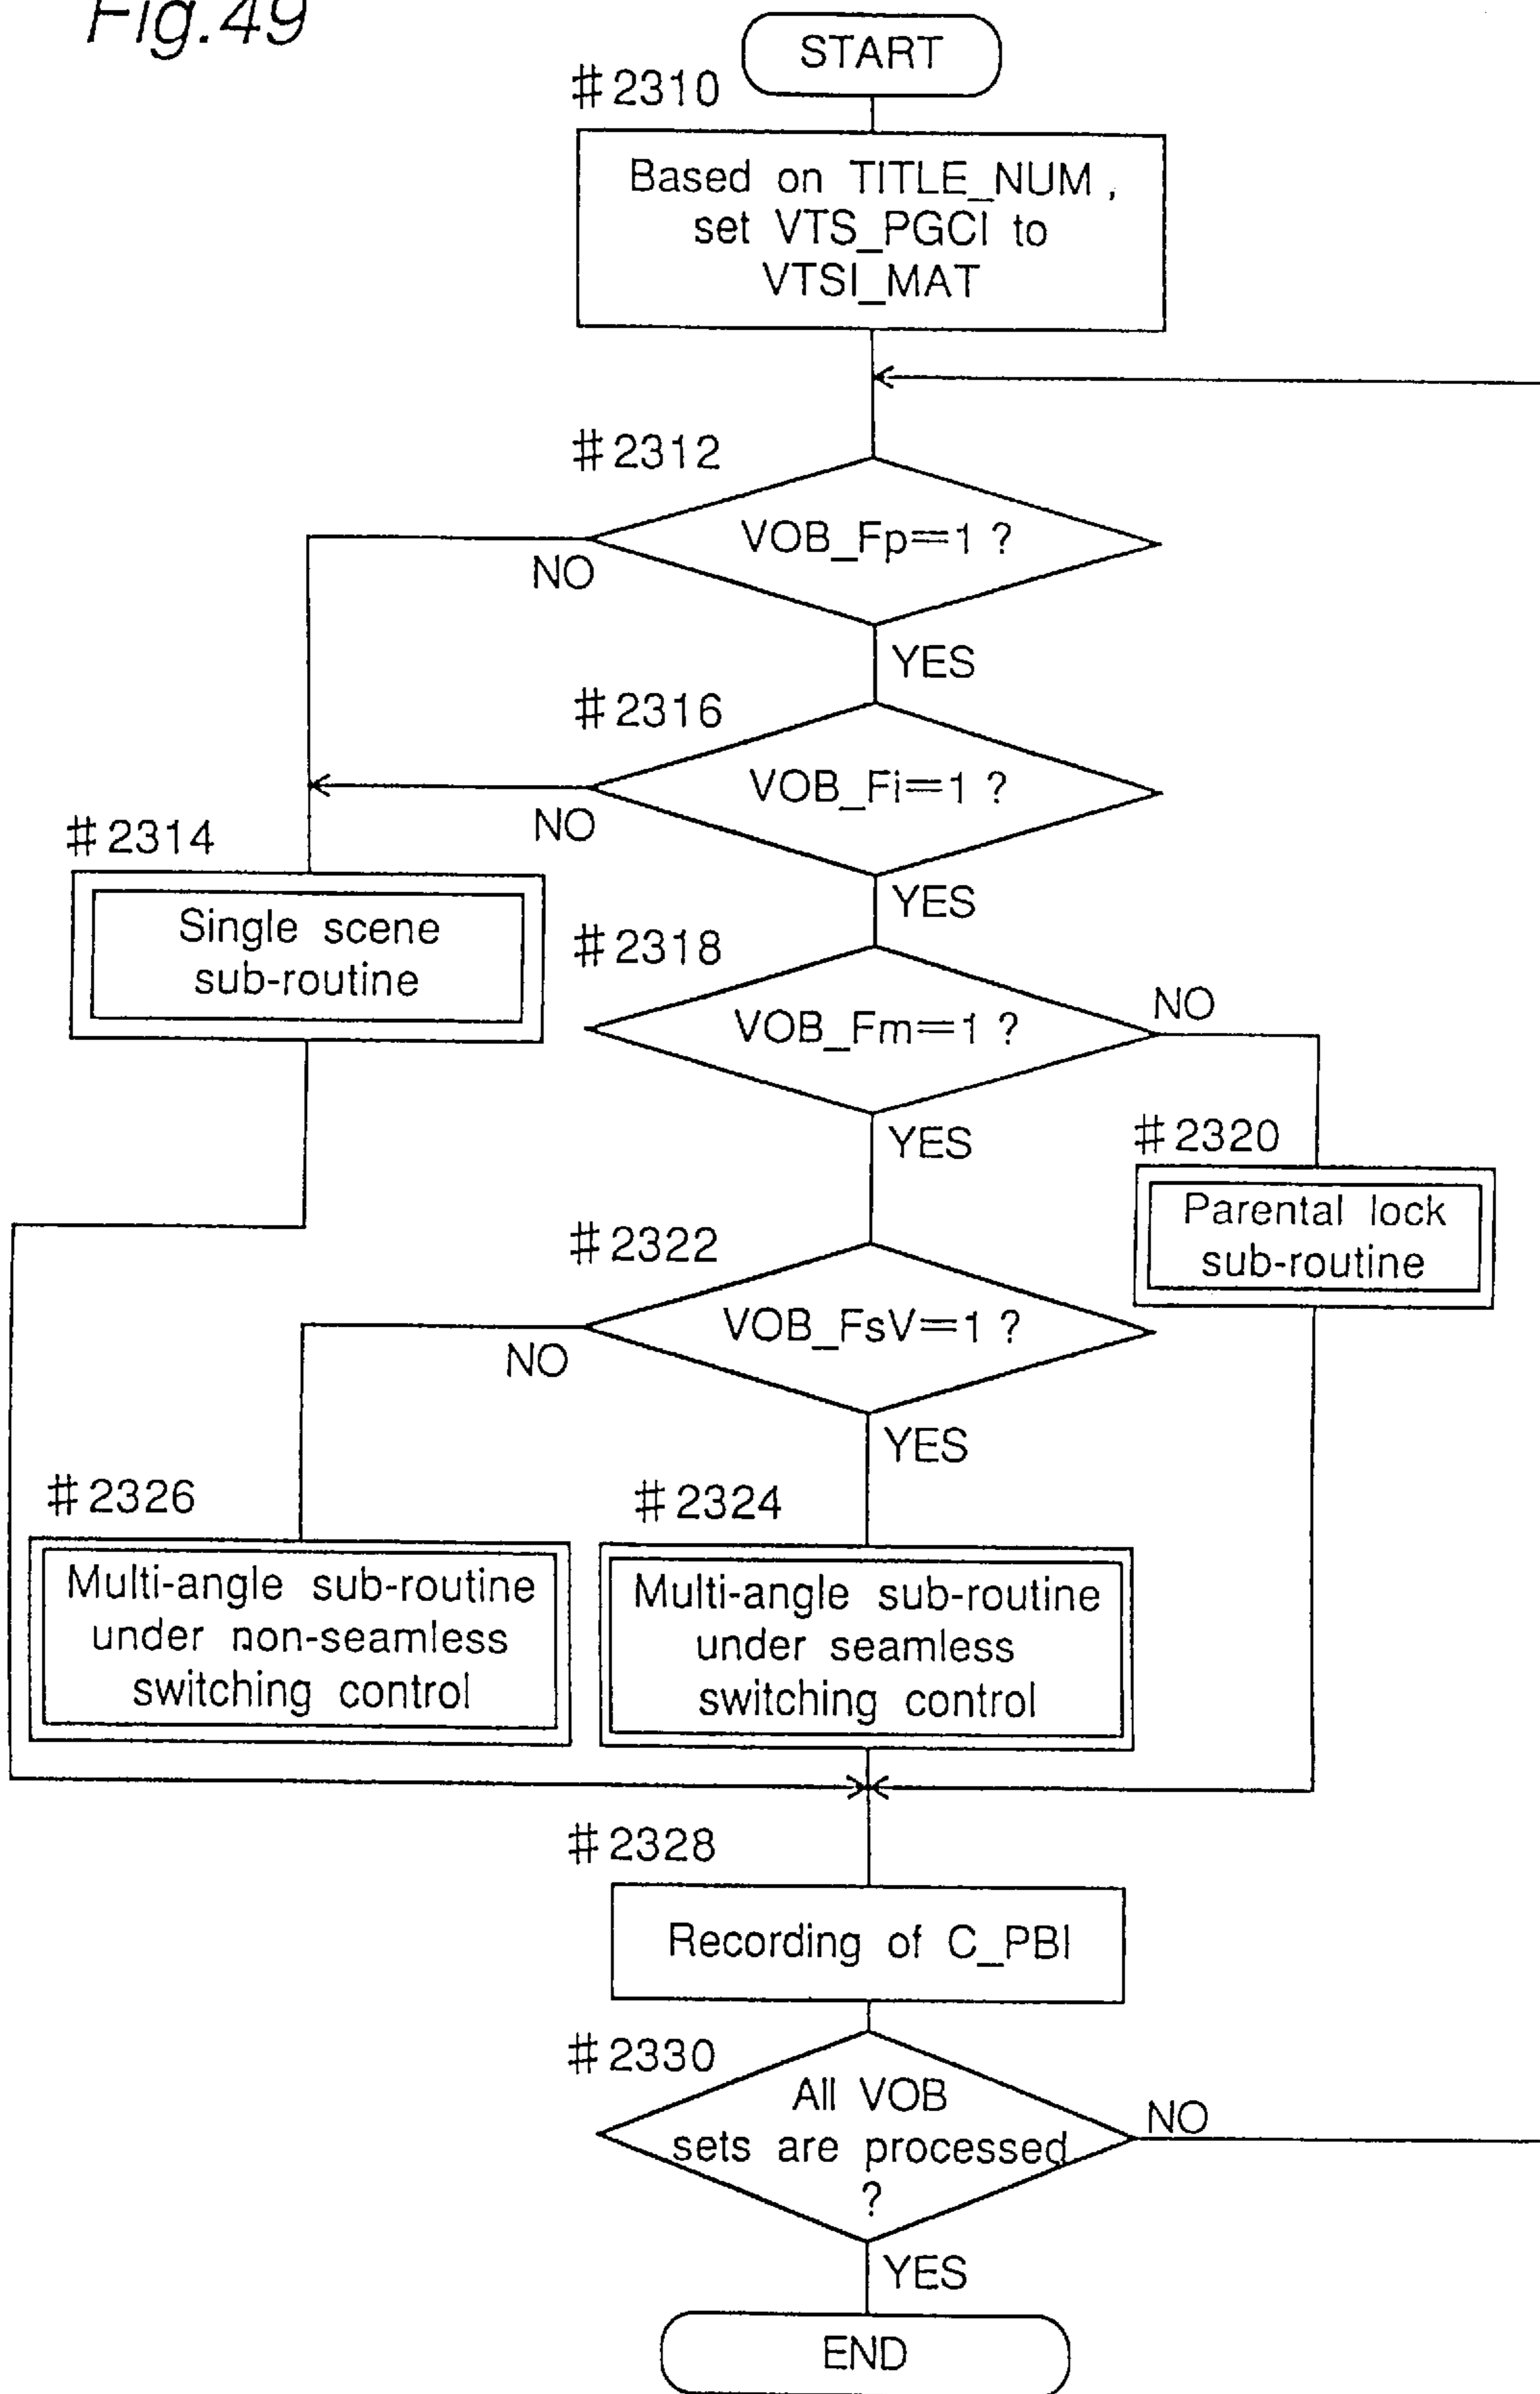 Fig.49
START
#2310
Based on TITLE_NUM,
set VTS_PGCI to
VTSI_MAT
#2312
VOB_Fp=1 ?
NO
YES
#2316
VOB_Fi=1 ?
NO
YES
#2314
Single scene
sub-routine
#2318
VOB_Fm=1 ?
NO
YES
#2320
Parental lock
sub-routine
#2322
VOB_FsV=1 ?
NO
YES
#2326
Multi-angle sub-routine
under non-seamless
switching control
#2324
Multi-angle sub-routine
under seamless
switching control
#2328
Recording of C_PBI
#2330
All VOB
sets are processed
?
NO
YES
END